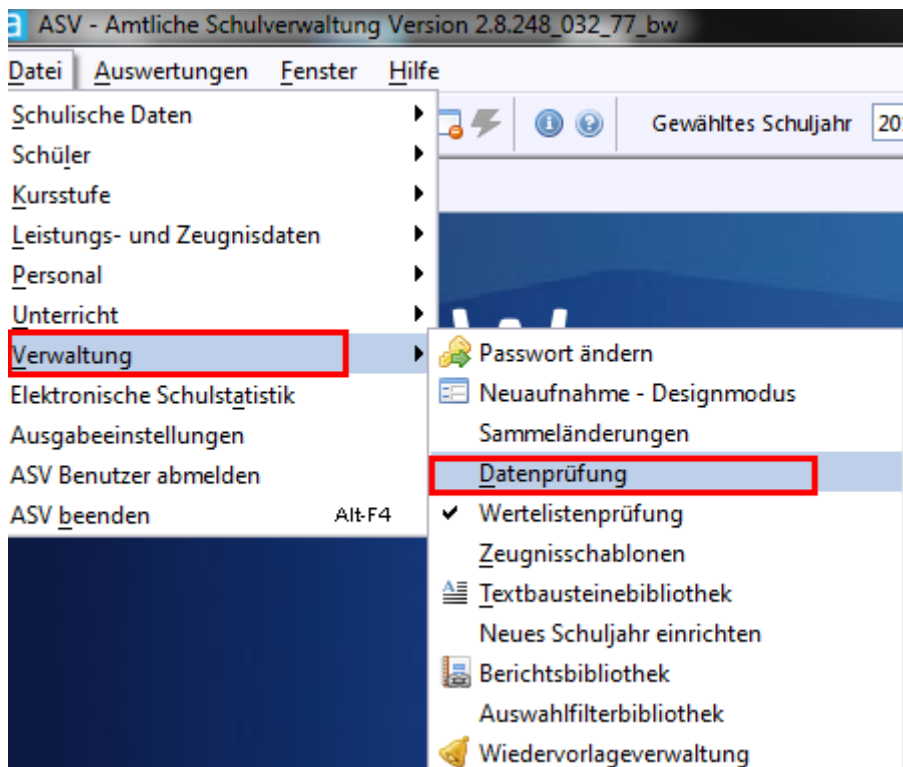 ASV - Amtliche Schulverwaltung Version 2.8.248_032_77_bw
Datei Auswertungen Fenster Hilfe
Gewähltes Schuljahr
Schulische Daten
Schüler
Kursstufe
Leistungs- und Zeugnisdaten
Personal
Unterricht
Verwaltung
Elektronische Schulstatistik
Ausgabeeinstellungen
ASV Benutzer abmelden
ASV beenden Alt-F4
Passwort ändern
Neuaufnahme - Designmodus
Sammeländerungen
Datenprüfung
Wertelistenprüfung
Zeugnisschablonen
Textbausteinebibliothek
Neues Schuljahr einrichten
Berichtsbibliothek
Auswahlfilterbibliothek
Wiedervorlageverwaltung